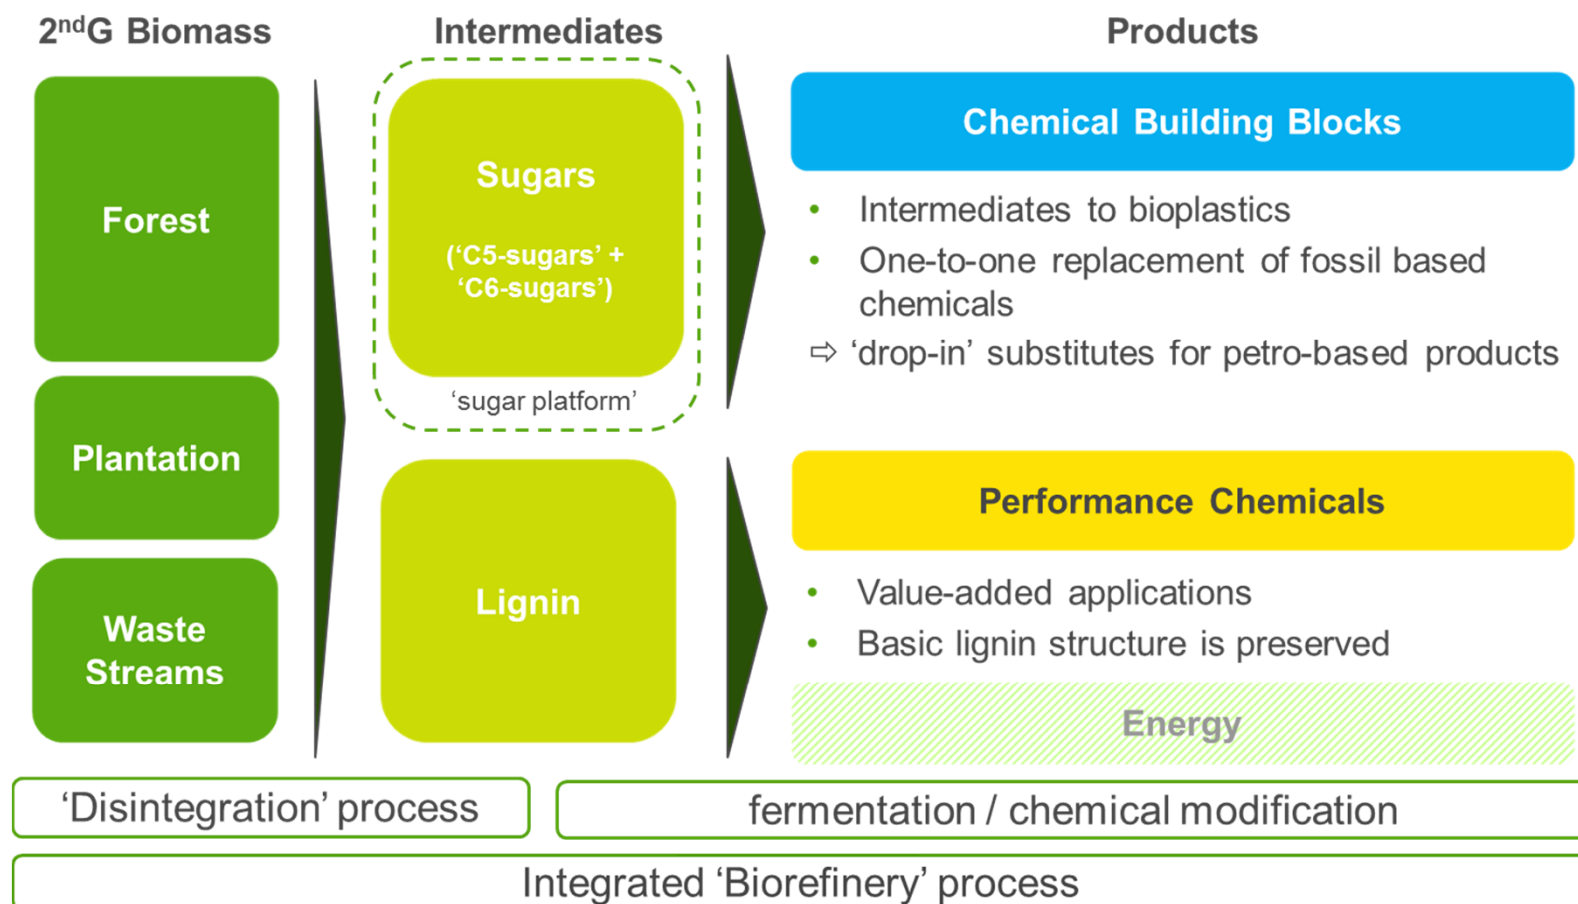 2ndG Biomass
Intermediates
Products
Forest
Plantation
Waste
Streams
Sugars
(‘C5-sugars’ +
‘C6-sugars’)
‘sugar platform’
Lignin
Chemical Building Blocks
• Intermediates to bioplastics
• One-to-one replacement of fossil based
chemicals
⇨ ‘drop-in’ substitutes for petro-based products
Performance Chemicals
• Value-added applications
• Basic lignin structure is preserved
Energy
‘Disintegration’ process
fermentation / chemical modification
Integrated ‘Biorefinery’ process